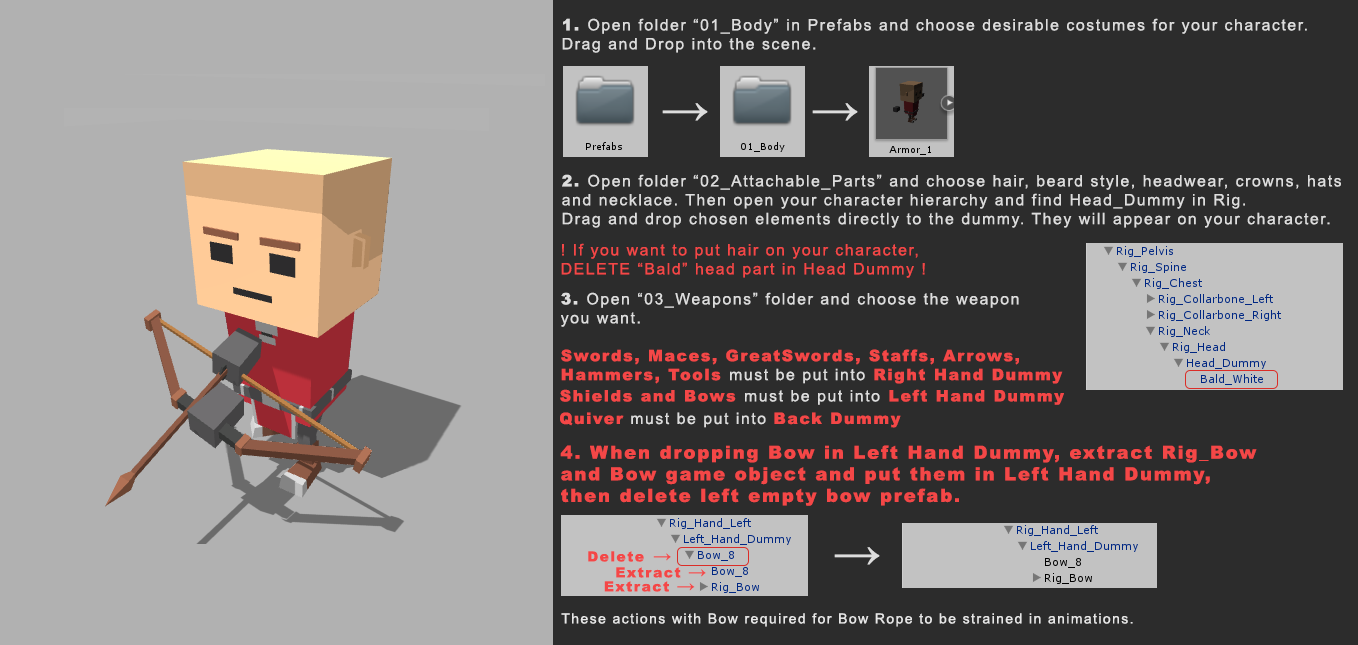 1. Open folder “01_Body” in Prefabs and choose desirable costumes for your character.
Drag and Drop into the scene.
Prefabs
01_Body
Armor_1
2. Open folder “02_Attachable_Parts” and choose hair, beard style, headwear, crowns, hats
and necklace. Then open your character hierarchy and find Head_Dummy in Rig.
Drag and drop chosen elements directly to the dummy. They will appear on your character.
! If you want to put hair on your character,
DELETE “Bald” head part in Head Dummy !
Rig_Pelvis
Rig_Spine
Rig_Chest
Rig_Collarbone_Left
Rig_Collarbone_Right
Rig_Neck
Rig_Head
Head_Dummy
Bald_White
3. Open “03_Weapons” folder and choose the weapon
you want.
Swords, Maces, GreatSwords, Staffs, Arrows,
Hammers, Tools must be put into Right Hand Dummy
Shields and Bows must be put into Left Hand Dummy
Quiver must be put into Back Dummy
4. When dropping Bow in Left Hand Dummy, extract Rig_Bow
and Bow game object and put them in Left Hand Dummy,
then delete left empty bow prefab.
Rig_Hand_Left
Left_Hand_Dummy
Delete → Bow_8
Extract → Bow_8
Extract → Rig_Bow
Rig_Hand_Left
Left_Hand_Dummy
Bow_8
Rig_Bow
These actions with Bow required for Bow Rope to be strained in animations.